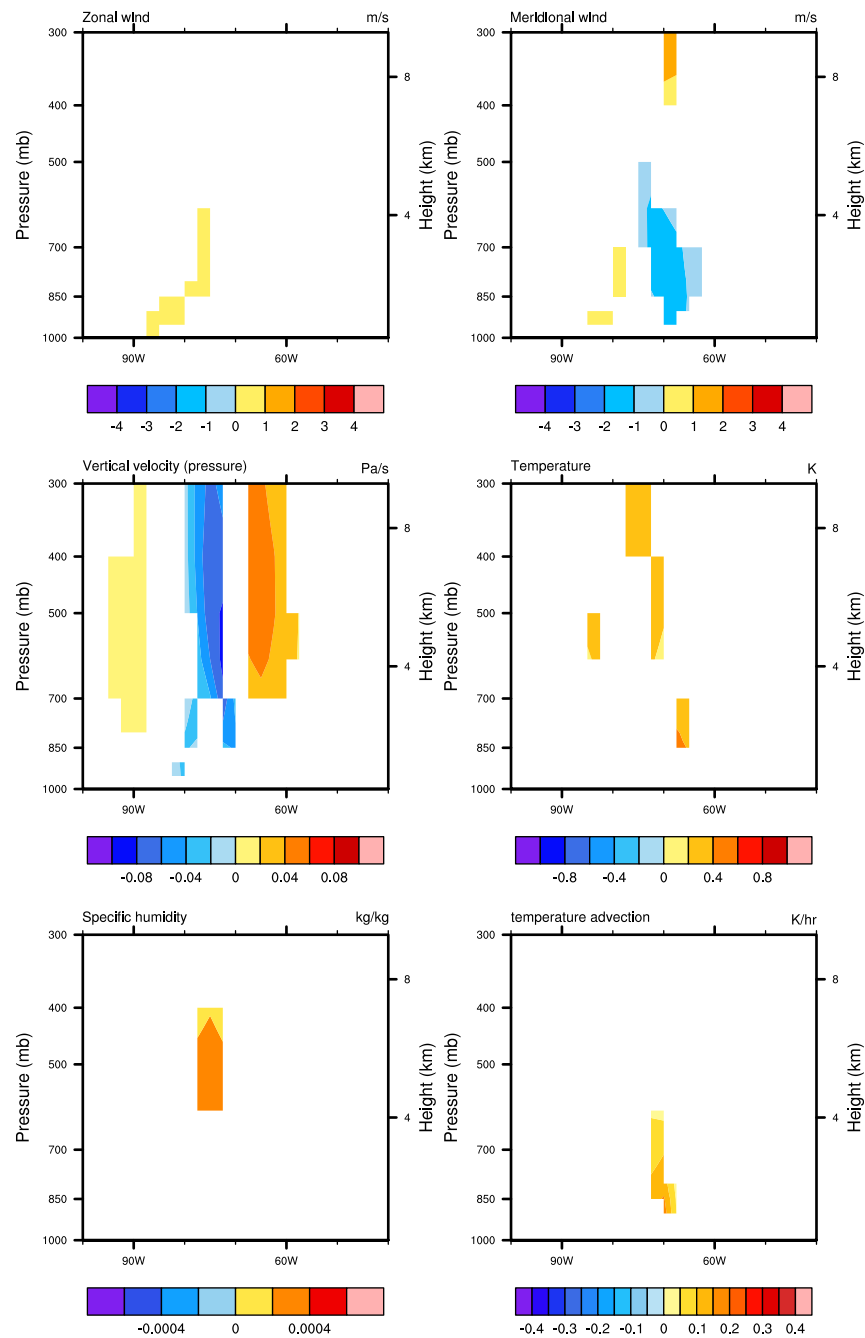 Zonal wind m/s
300
400
500
700
850
1000
Pressure (mb)
8
4
Height (km)
90W 60W
-4 -3 -2 -1 0 1 2 3 4
Meridional wind m/s
300
400
500
700
850
1000
Pressure (mb)
8
4
Height (km)
90W 60W
-4 -3 -2 -1 0 1 2 3 4
Vertical velocity (pressure) Pa/s
300
400
500
700
850
1000
Pressure (mb)
8
4
Height (km)
90W 60W
-0.08 -0.04 0 0.04 0.08
Temperature K
300
400
500
700
850
1000
Pressure (mb)
8
4
Height (km)
90W 60W
-0.8 -0.4 0 0.4 0.8
Specific humidity kg/kg
300
400
500
700
850
1000
Pressure (mb)
8
4
Height (km)
90W 60W
-0.0004 0 0.0004
temperature advection K/hr
300
400
500
700
850
1000
Pressure (mb)
8
4
Height (km)
90W 60W
-0.4 -0.3 -0.2 -0.1 0 0.1 0.2 0.3 0.4